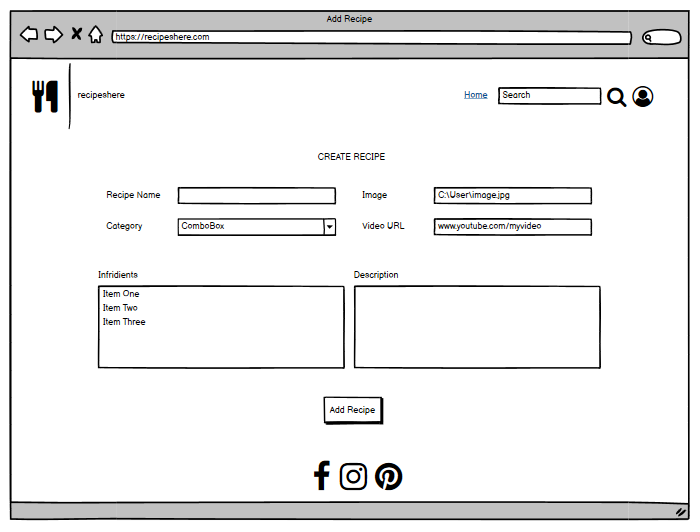 Add Recipe
https://recipeshere.com
recipeshere
Home
Search
CREATE RECIPE
Recipe Name
Image
C:\User\image.jpg
Category
ComboBox
Video URL
www.youtube.com/myvideo
Infridients
Description
Item One
Item Two
Item Three
Add Recipe